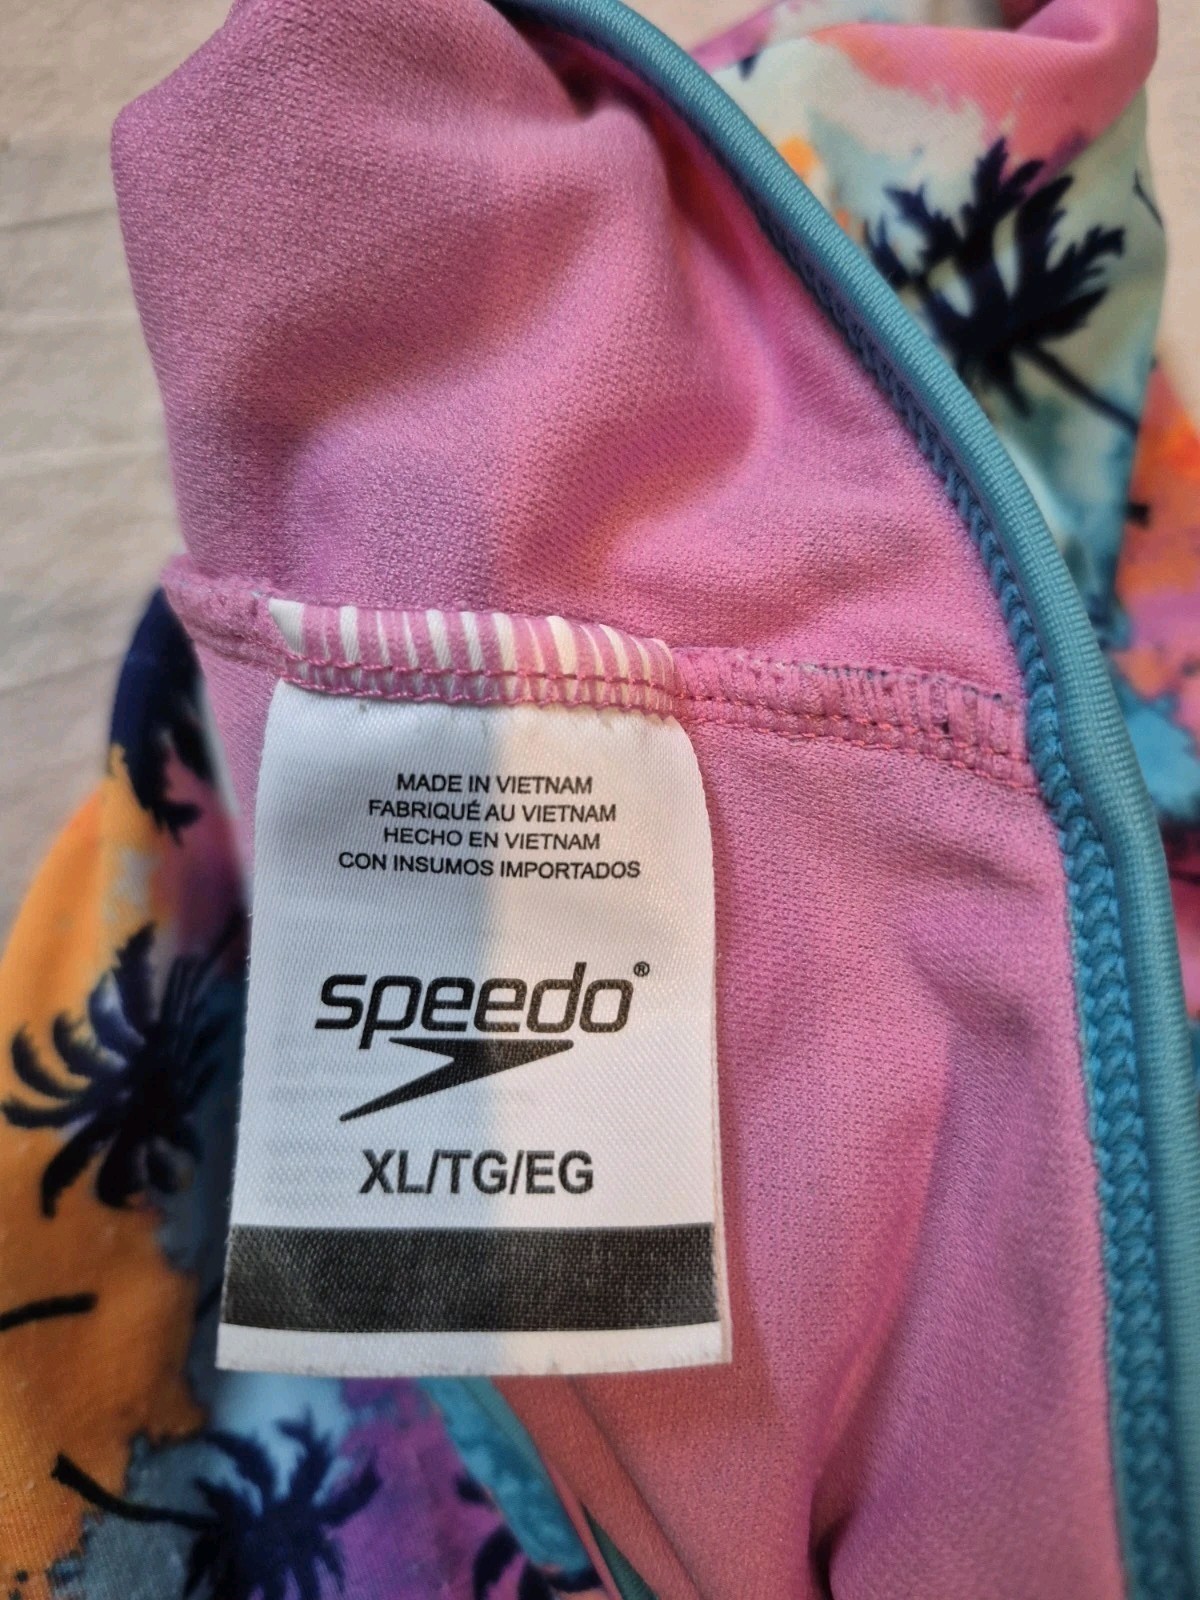 MADE IN VIETNAM
FABRIQUÉ AU VIETNAM
HECHO EN VIETNAM
CON INSUMOS IMPORTADOS
speedo®
XL/TG/EG